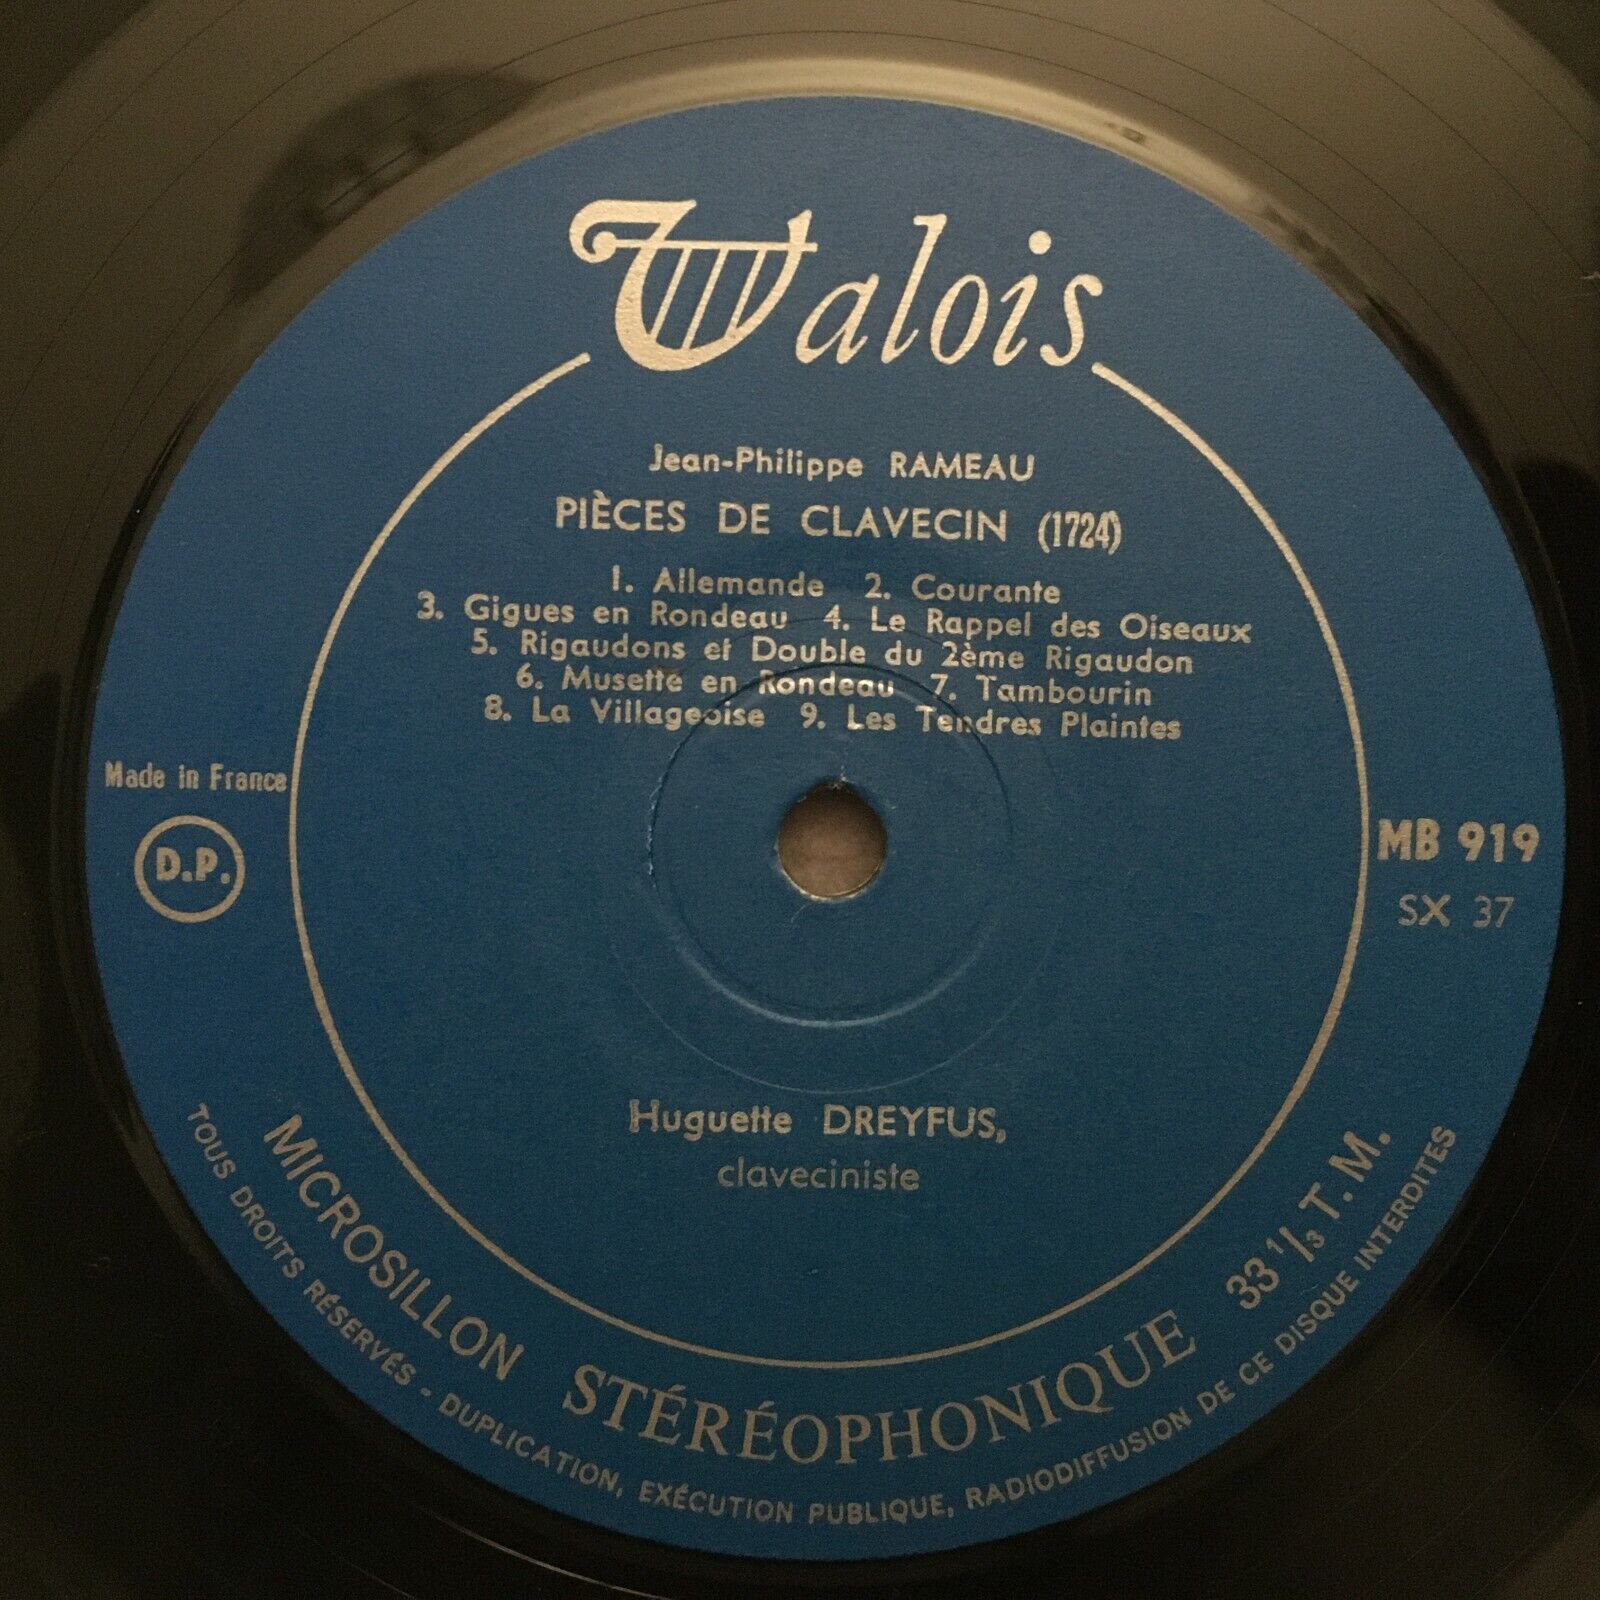 Valois
Jean-Philippe RAMEAU
PIÈCES DE CLAVECIN (1724)
1. Allemande 2. Courante
3. Gigues en Rondeau 4. Le Rappel des Oiseaux
5. Rigaudons et Double du 2ème Rigaudon
6. Musette en Rondeau 7. Tambourin
8. La Villageoise 9. Les Tendres Plaintes
Made in France
D.P.
MB 919
SX 37
Huguette DREYFUS,
claveciniste
MICROSILLON STÉRÉOPHONIQUE 33 1/3 T.M.
TOUS DROITS RÉSERVÉS - DUPLICATION, EXÉCUTION PUBLIQUE, RADIODIFFUSION DE CE DISQUE INTERDITES